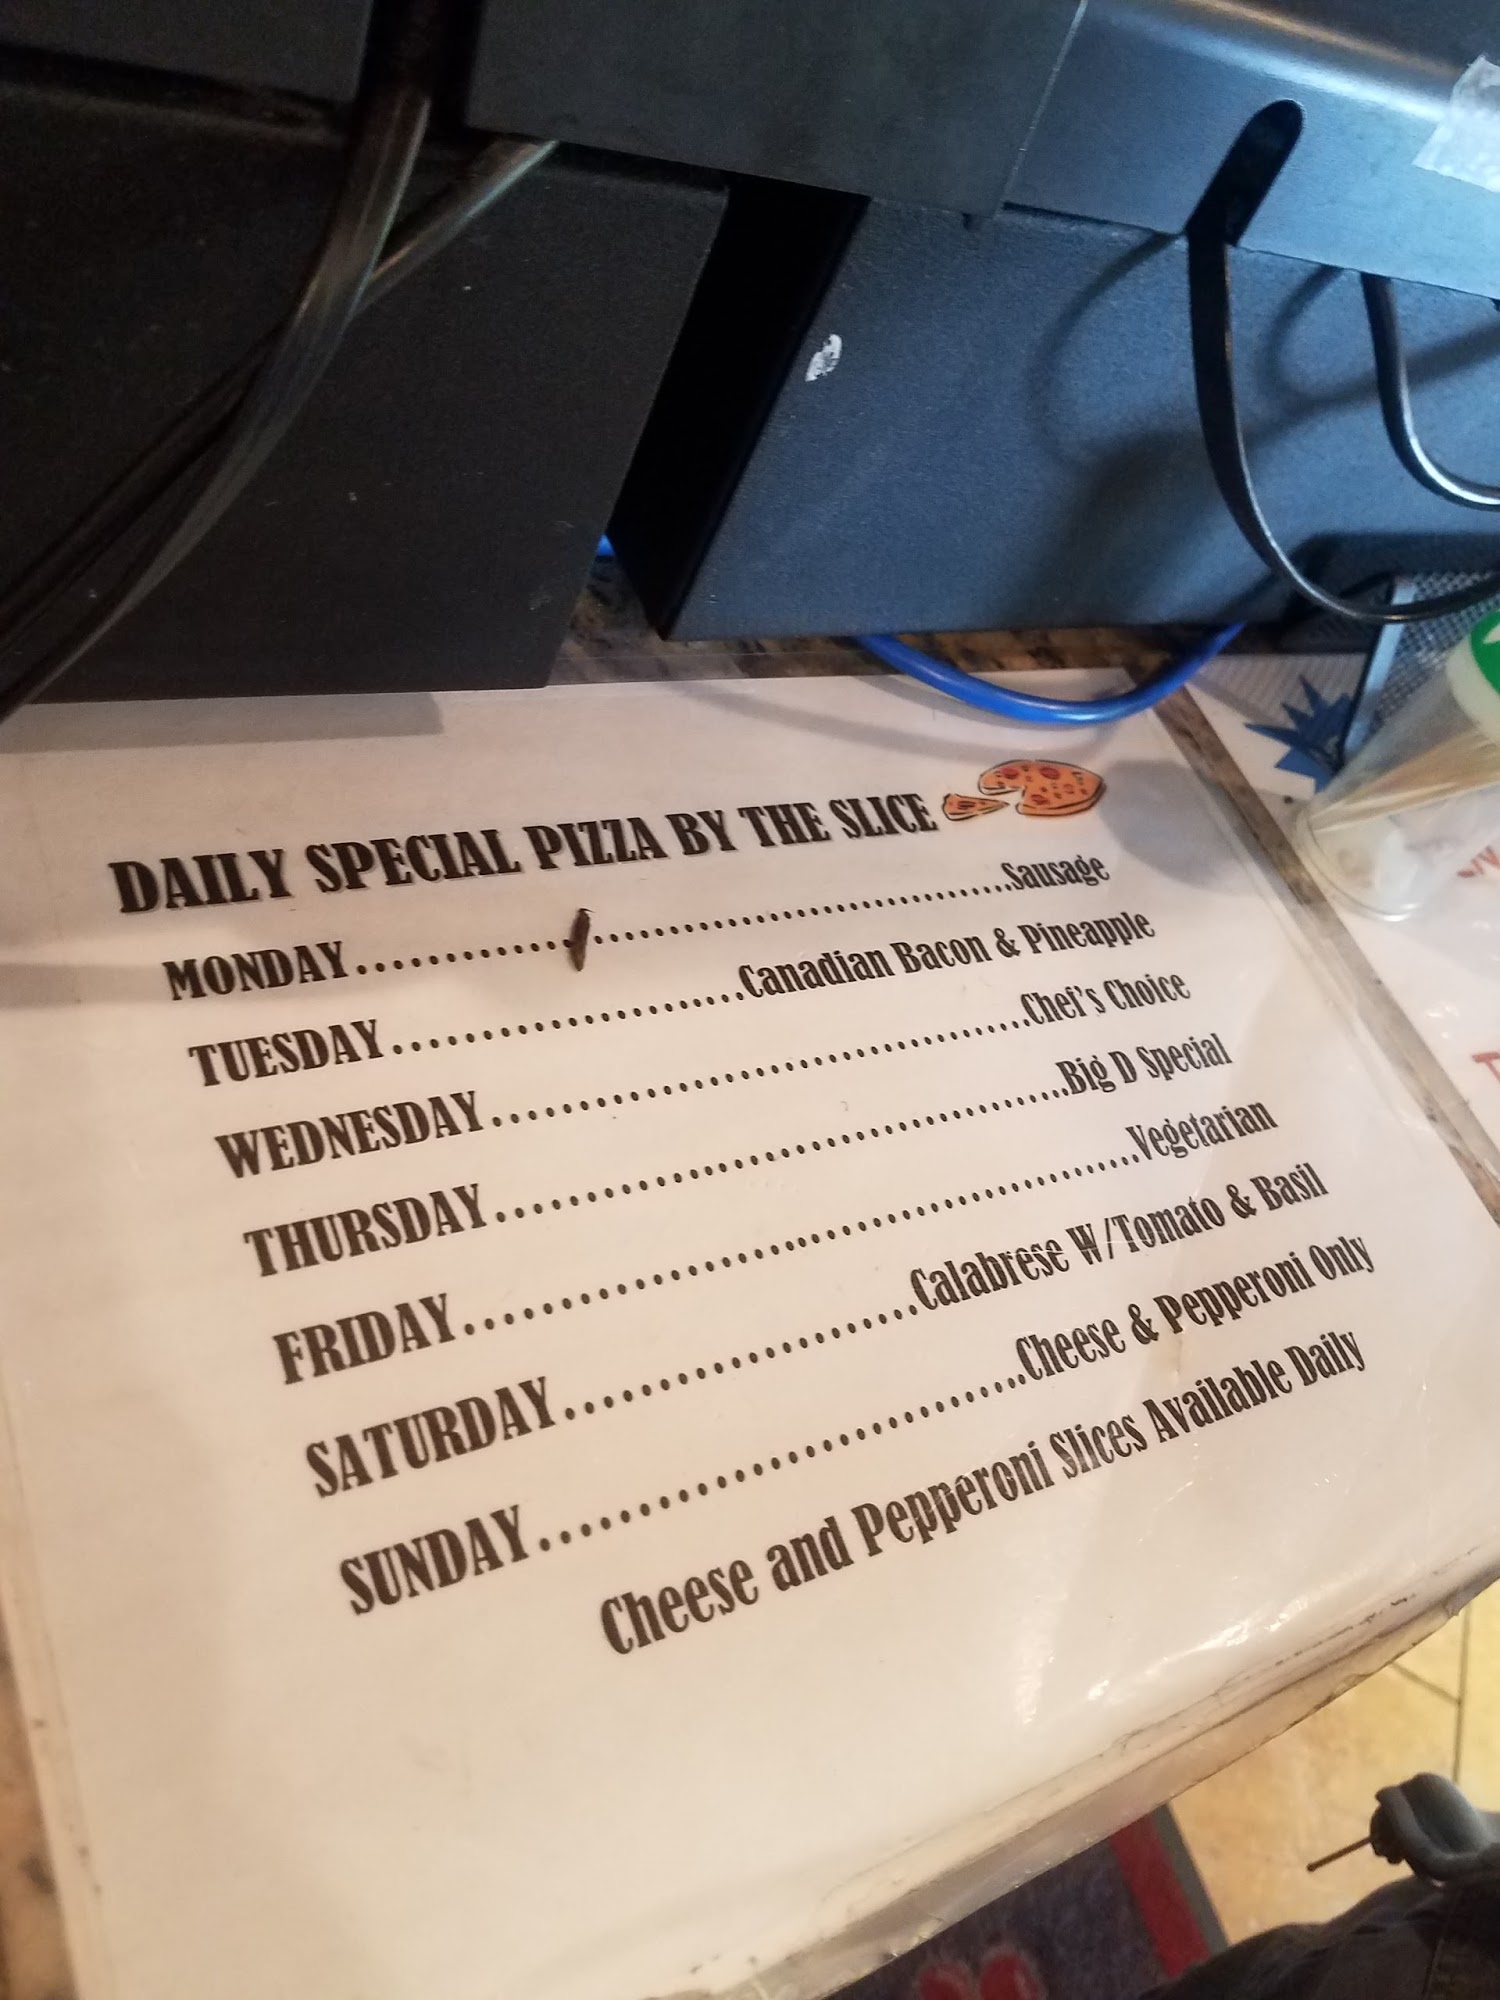 DAILY SPECIAL PIZZA BY THE SLICE
MONDAY..........................................Sausage
TUESDAY......................Canadian Bacon & Pineapple
WEDNESDAY....................................Chef's Choice
THURSDAY.......................................Big D Special
FRIDAY.............................................Vegetarian
SATURDAY......................Calabrese W/Tomato & Basil
SUNDAY..............................Cheese & Pepperoni Only
Cheese and Pepperoni Slices Available Daily